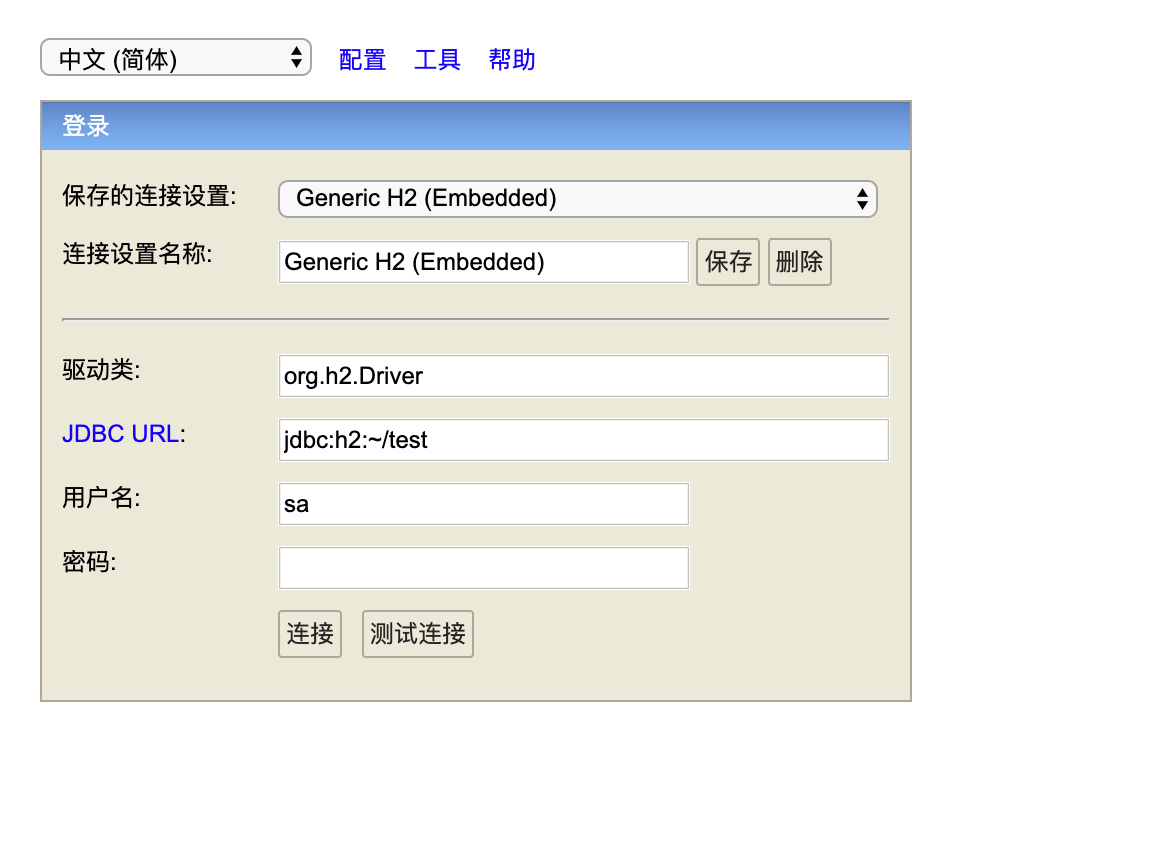 中文 (简体) 配置 工具 帮助
登录
保存的连接设置: Generic H2 (Embedded)
连接设置名称: Generic H2 (Embedded) 保存 删除
驱动类: org.h2.Driver
JDBC URL: jdbc:h2:~/test
用户名: sa
密码:
连接 测试连接